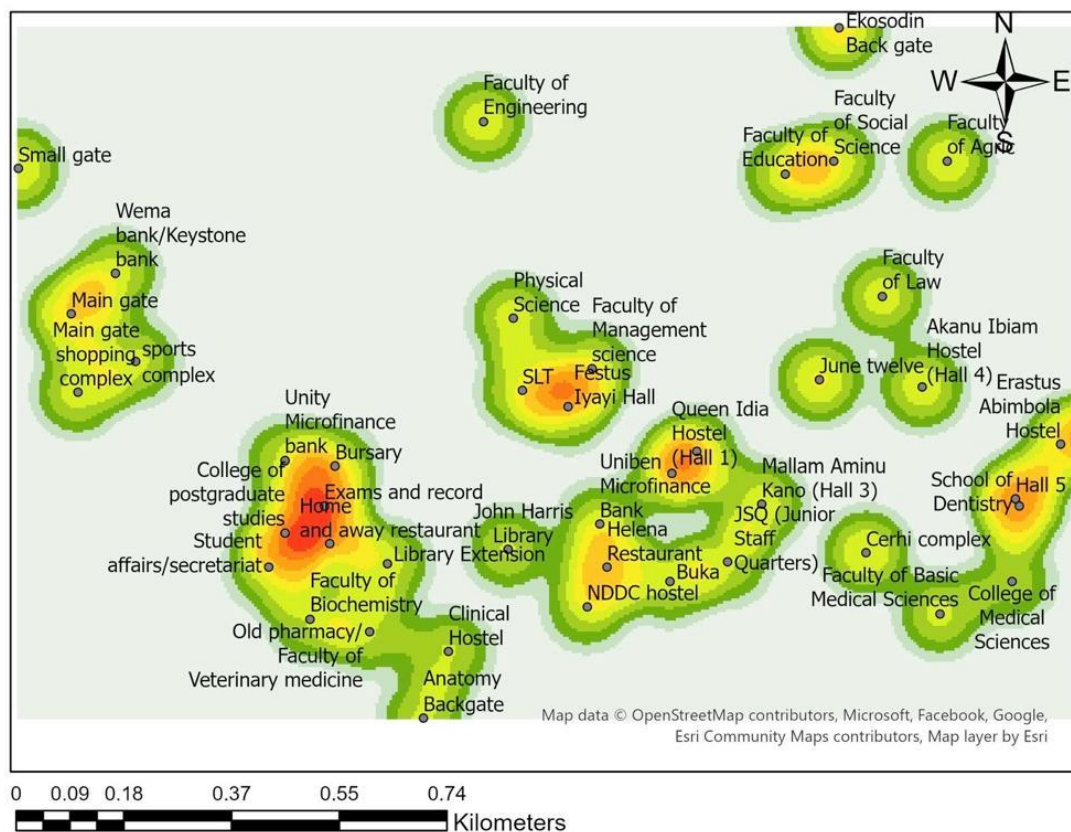 Ekosodin
Back gate
N
W
E
S
Faculty of
Engineering
Faculty
of Social
Science
Faculty of
Education
Faculty
of Agric
Small gate
Wema
bank/Keystone
bank
Main gate
Main gate
shopping
complex
sports
complex
Physical
Science
Faculty of
Management
science
SLT
Festus
Iyayi Hall
Faculty
of Law
June twelve
Akanu Ibiam
Hostel
(Hall 4)
Erastus
Abimbola
Hostel
Unity
Microfinance
bank
Bursary
College of
postgraduate
studies
Exams and record
Home
and away restaurant
Student
affairs/secretariat
Library Extension
John Harris
Library
Queen Idia
Hostel
(Hall 1)
Uniben
Microfinance
Bank
Mallam Aminu
Kano (Hall 3)
JSQ (Junior
Staff
Quarters)
Helena
Restaurant
Buka
NDDC hostel
School of
Dentistry
Hall 5
Cerhi complex
Faculty of Basic
Medical Sciences
College of
Medical
Sciences
Faculty of
Biochemistry
Old pharmacy/
Faculty of
Veterinary medicine
Clinical
Hostel
Anatomy
Backgate
Map data © OpenStreetMap contributors, Microsoft, Facebook, Google,
Esri Community Maps contributors, Map layer by Esri
0 0.09 0.18 0.37 0.55 0.74
Kilometers